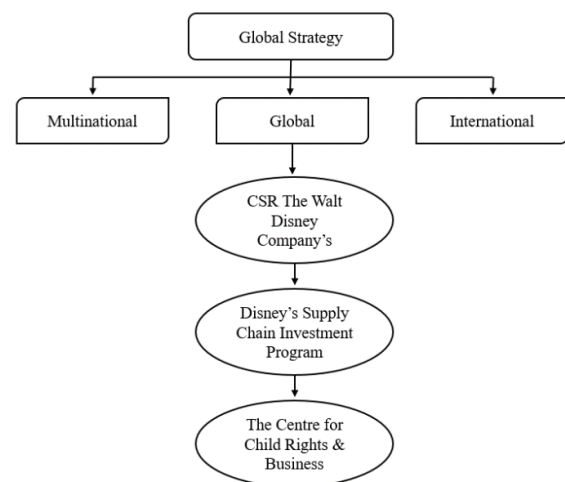 Global Strategy
Multinational
Global
International
CSR The Walt
Disney
Company's
Disney's Supply
Chain Investment
Program
The Centre for
Child Rights &
Business